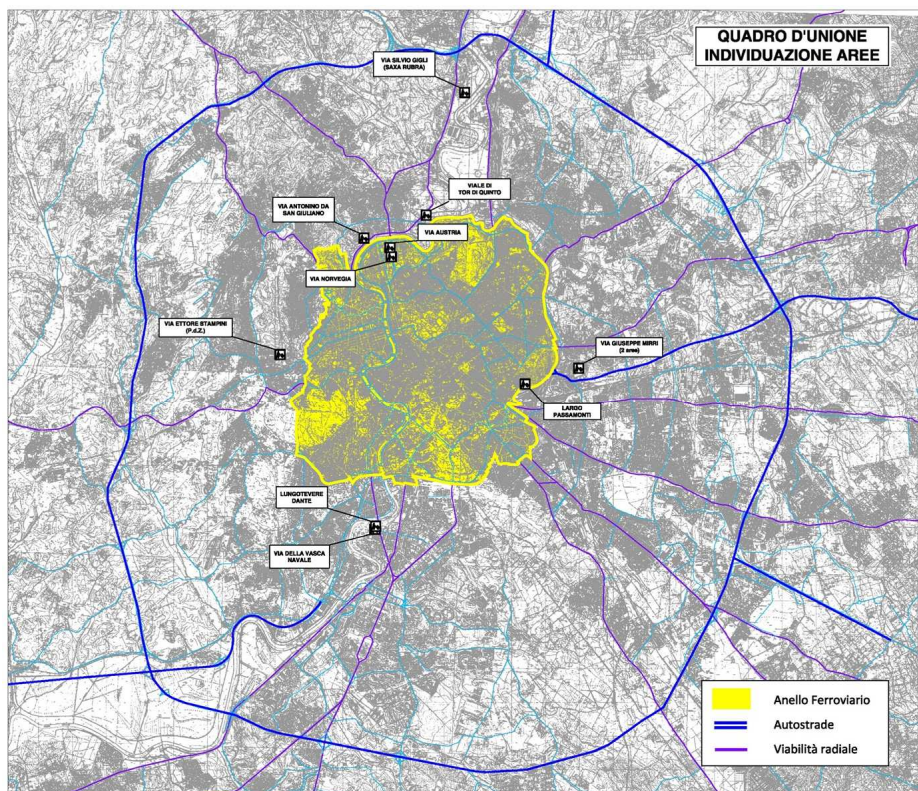 QUADRO D'UNIONE
INDIVIDUAZIONE AREE
VIA SILVIO GIGLI
(SAXA RUBRA)
VIALE DI
TOR DI QUINTO
VIA ANTONINO DA
SAN GIULIANO
VIA AUSTRIA
VIA NORVEGIA
VIA ETTORE STAMPINI
(P.d.Z.)
VIA GIUSEPPE MIRRI
(2 aree)
LARGO
PASSAMONTI
LUNGOTEVERE
DANTE
VIA DELLA VASCA
NAVALE
Anello Ferroviario
Autostrade
Viabilità radiale